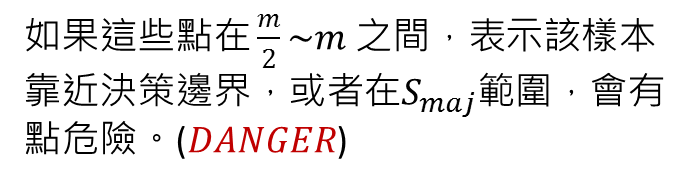 如果這些點在 m/2 ~m 之間，表示該樣本
靠近決策邊界，或者在S_maj範圍，會有
點危險。(DANGER)